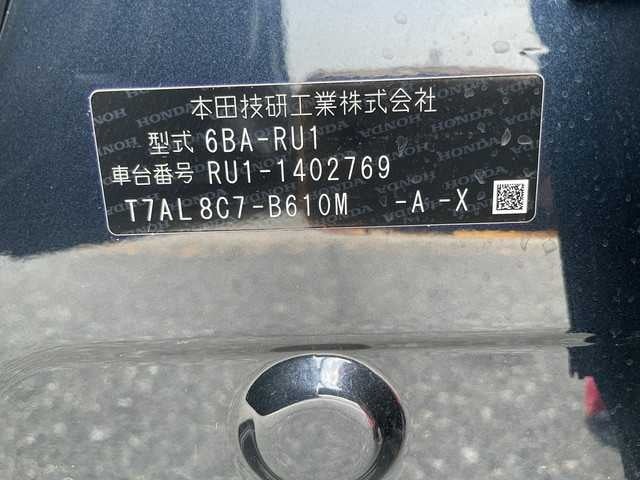 本田技研工業株式会社
型式 6BA-RU1
車台番号 RU1-1402769
T7AL8C7-B610M -A-X